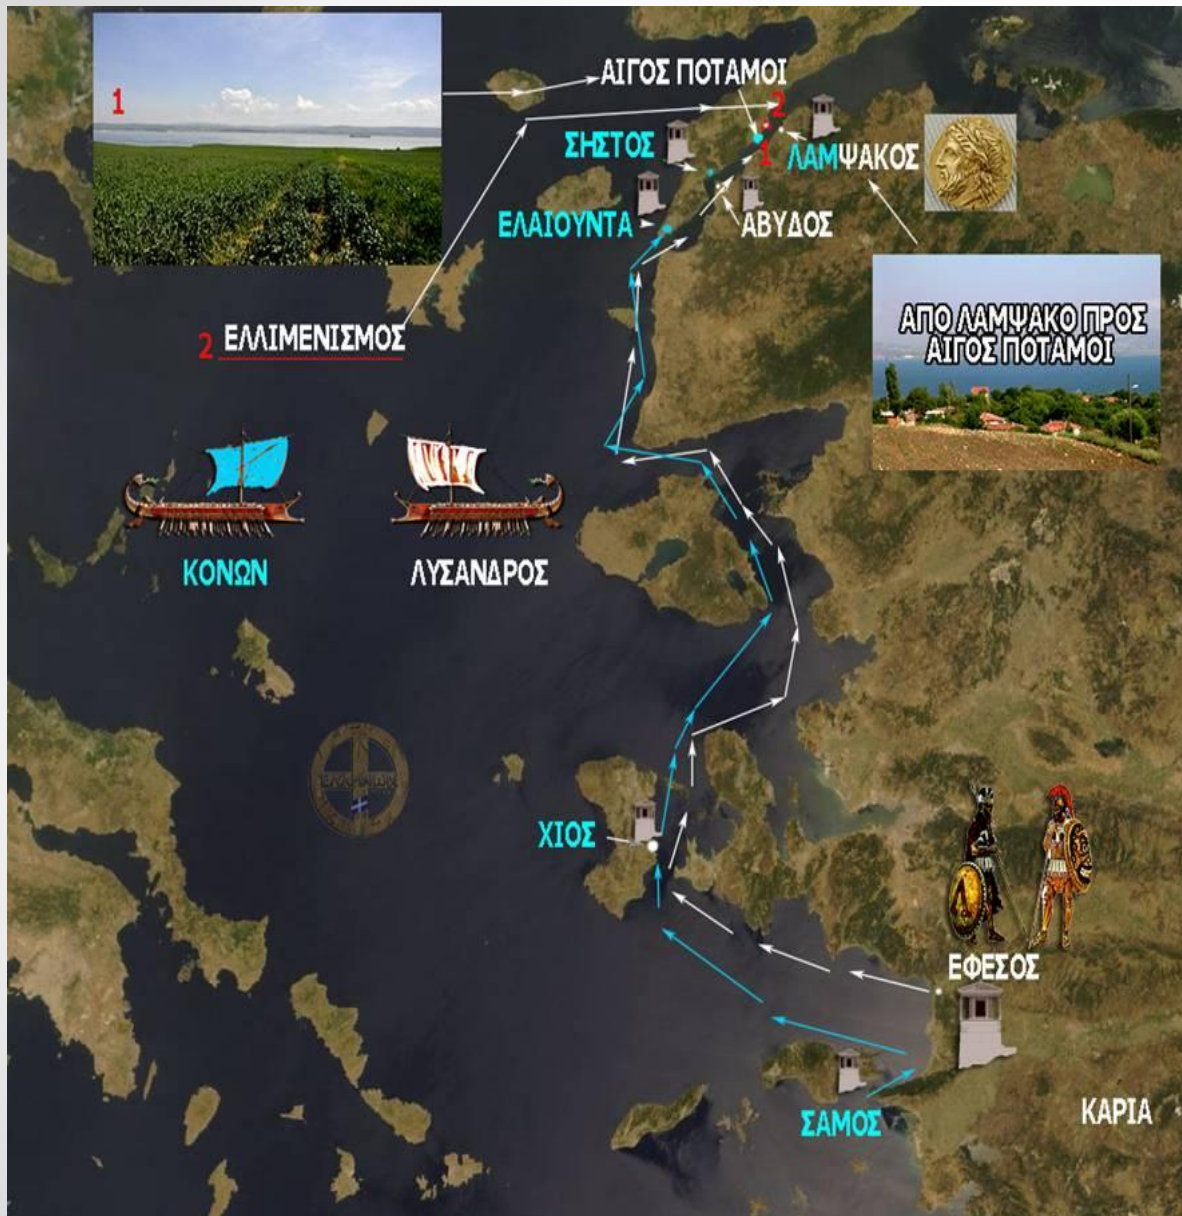 1
ΑΙΓΟΣ ΠΟΤΑΜΟΙ
2
ΣΗΣΤΟΣ
1
ΛΑΜΨΑΚΟΣ
ΕΛΑΙΟΥΝΤΑ
ΑΒΥΔΟΣ
2 ΕΛΛΙΜΕΝΙΣΜΟΣ
ΑΠΟ ΛΑΜΨΑΚΟ ΠΡΟΣ
ΑΙΓΟΣ ΠΟΤΑΜΟΙ
ΚΟΝΩΝ
ΛΥΣΑΝΔΡΟΣ
ΧΙΟΣ
ΕΦΕΣΟΣ
ΣΑΜΟΣ
ΚΑΡΙΑ